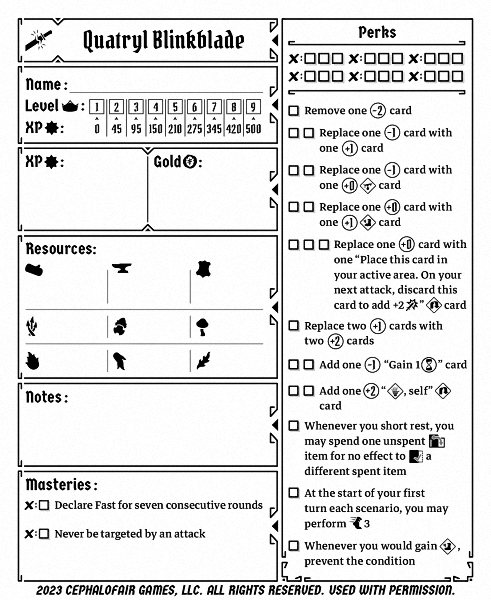 Quatryl Blinkblade
Name:
Level : 1 2 3 4 5 6 7 8 9
XP : 0 45 95 150 210 275 345 420 500
XP : Gold :
Resources:
Notes:
Masteries:
x: Declare Fast for seven consecutive rounds
x: Never be targeted by an attack
Perks
x: x: x:
x: x: x:
Remove one -2 card
Replace one -1 card with
one +1 card
Replace one -1 card with
one +0 card
Replace one +0 card with
one +1 card
Replace one +0 card with
one “Place this card in
your active area. On your
next attack, discard this
card to add +2 ” card
Replace two +1 cards with
two +2 cards
Add one -1 “Gain 1 ” card
Add one +2 “ , self”
card
Whenever you short rest, you
may spend one unspent
item for no effect to a
different spent item
At the start of your first
turn each scenario, you may
perform 3
Whenever you would gain ,
prevent the condition
2023 CEPHALOFAIR GAMES, LLC. ALL RIGHTS RESERVED. USED WITH PERMISSION.